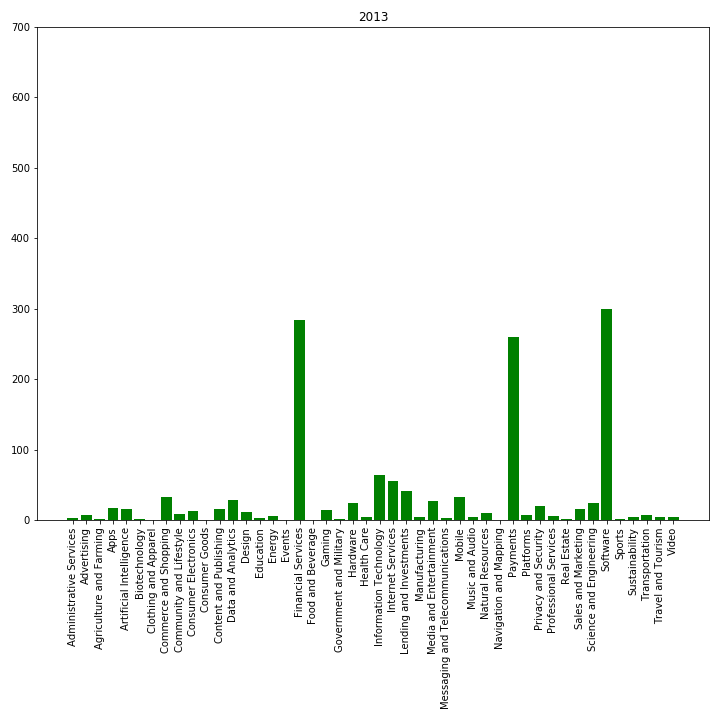 2013
700
600
500
400
300
200
100
0
Administrative Services
Advertising
Agriculture and Farming
Apps
Artificial Intelligence
Biotechnology
Clothing and Apparel
Commerce and Shopping
Community and Lifestyle
Consumer Electronics
Consumer Goods
Content and Publishing
Data and Analytics
Design
Education
Energy
Events
Financial Services
Food and Beverage
Gaming
Government and Military
Hardware
Health Care
Information Technology
Internet Services
Lending and Investments
Manufacturing
Media and Entertainment
Messaging and Telecommunications
Mobile
Music and Audio
Natural Resources
Navigation and Mapping
Payments
Platforms
Privacy and Security
Professional Services
Real Estate
Sales and Marketing
Science and Engineering
Software
Sports
Sustainability
Transportation
Travel and Tourism
Video